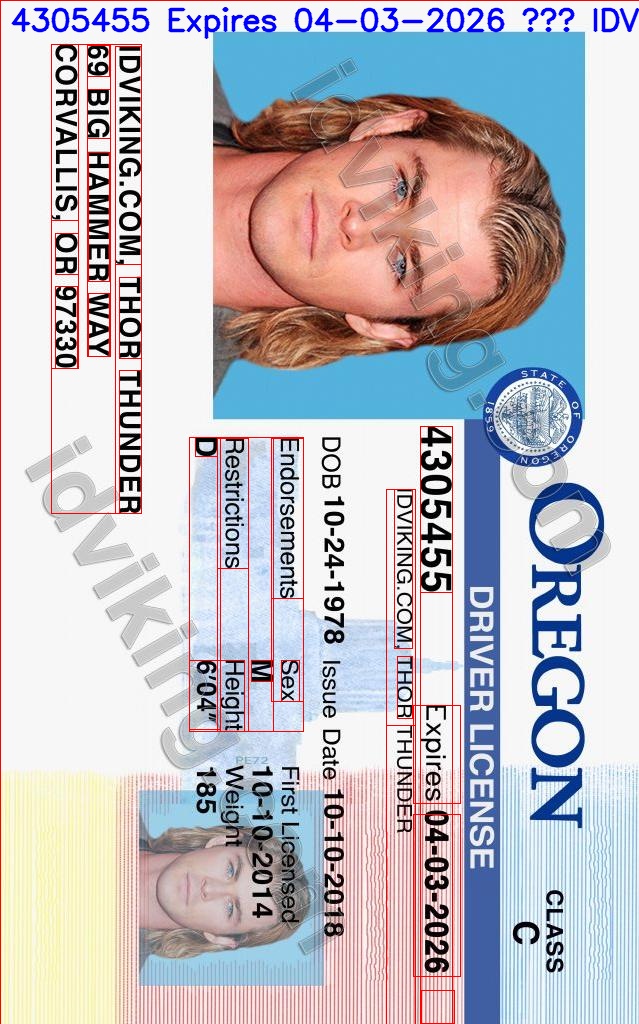 4305455 Expires 04-03-2026 ??? IDV
OREGON
CLASS
C
STATE OF OREGON
1859
DRIVER LICENSE
4305455 Expires 04-03-2026
IDVIKING.COM, THOR THUNDER
DOB 10-24-1978 Issue Date 10-10-2018
Endorsements Sex First Licensed
M 10-10-2014
Restrictions Height Weight
D 6'04" 185
PE72
IDVIKING.COM, THOR THUNDER
69 BIG HAMMER WAY
CORVALLIS, OR 97330
idviking.com
idviking.com